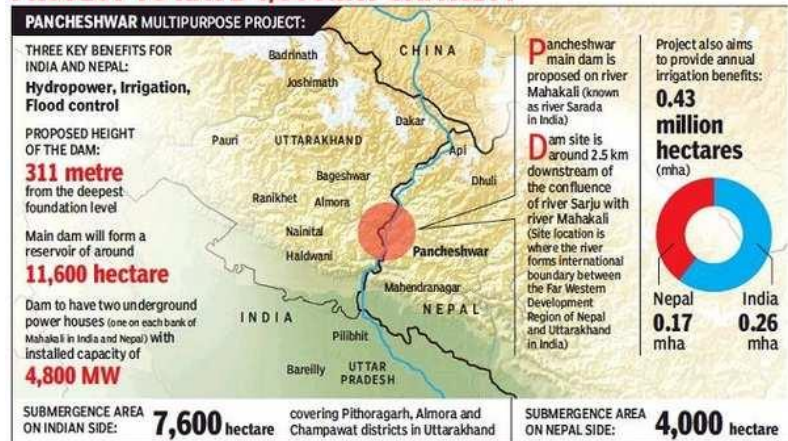 PANCHESHWAR MULTIPURPOSE PROJECT:
THREE KEY BENEFITS FOR
INDIA AND NEPAL:
Hydropower, Irrigation,
Flood control
PROPOSED HEIGHT
OF THE DAM:
311 metre
from the deepest
foundation level
Main dam will form a
reservoir of around
11,600 hectare
Dam to have two underground
power houses (one on each bank of
Mahakali in India and Nepal) with
installed capacity of
4,800 MW
CHINA
Badrinath
Joshimath
Dakar
Pauri
UTTARAKHAND
Api
Bageshwar
Dhuli
Ranikhet
Almora
Nainital
Pancheshwar
Haldwani
Mahendranagar
INDIA
NEPAL
Pilibhit
Bareilly
UTTAR
PRADESH
Pancheshwar
main dam is
proposed on river
Mahakali (known
as river Sarada
in India)
Dam site is
around 2.5 km
downstream of
the confluence
of river Sarju with
river Mahakali
(Site location is
where the river
forms international
boundary between
the Far Western
Development
Region of Nepal
and Uttarakhand
in India)
Project also aims
to provide annual
irrigation benefits:
0.43
million
hectares
(mha)
Nepal
0.17
mha
India
0.26
mha
SUBMERGENCE AREA
ON INDIAN SIDE:
7,600 hectare
covering Pithoragarh, Almora and
Champawat districts in Uttarakhand
SUBMERGENCE AREA
ON NEPAL SIDE:
4,000 hectare